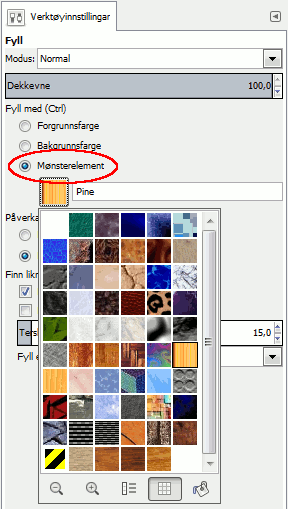 Verktøyinnstillingar
Fyll
Modus: Normal
Dekkevne 100,0
Fyll med (Ctrl)
Forgrunnsfarge
Bakgrunnsfarge
Mønsterelement
Pine
Påverka
Finn likn
Ters 15,0
Fyll e